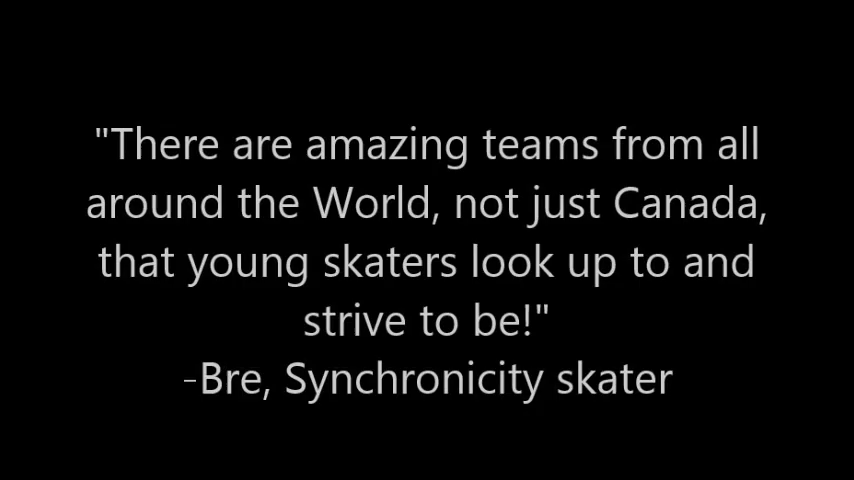 "There are amazing teams from all
around the World, not just Canada,
that young skaters look up to and
strive to be!"
-Bre, Synchronicity skater